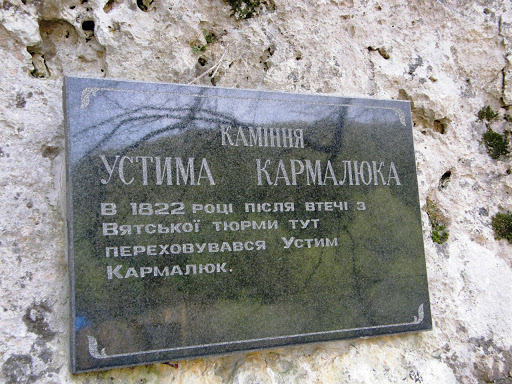 КАМІННЯ
УСТИМА КАРМАЛЮКА
В 1822 РОЦІ ПІСЛЯ ВТЕЧІ З
ВЯТСЬКОЇ ТЮРМИ ТУТ
ПЕРЕХОВУВАВСЯ УСТИМ
КАРМАЛЮК.